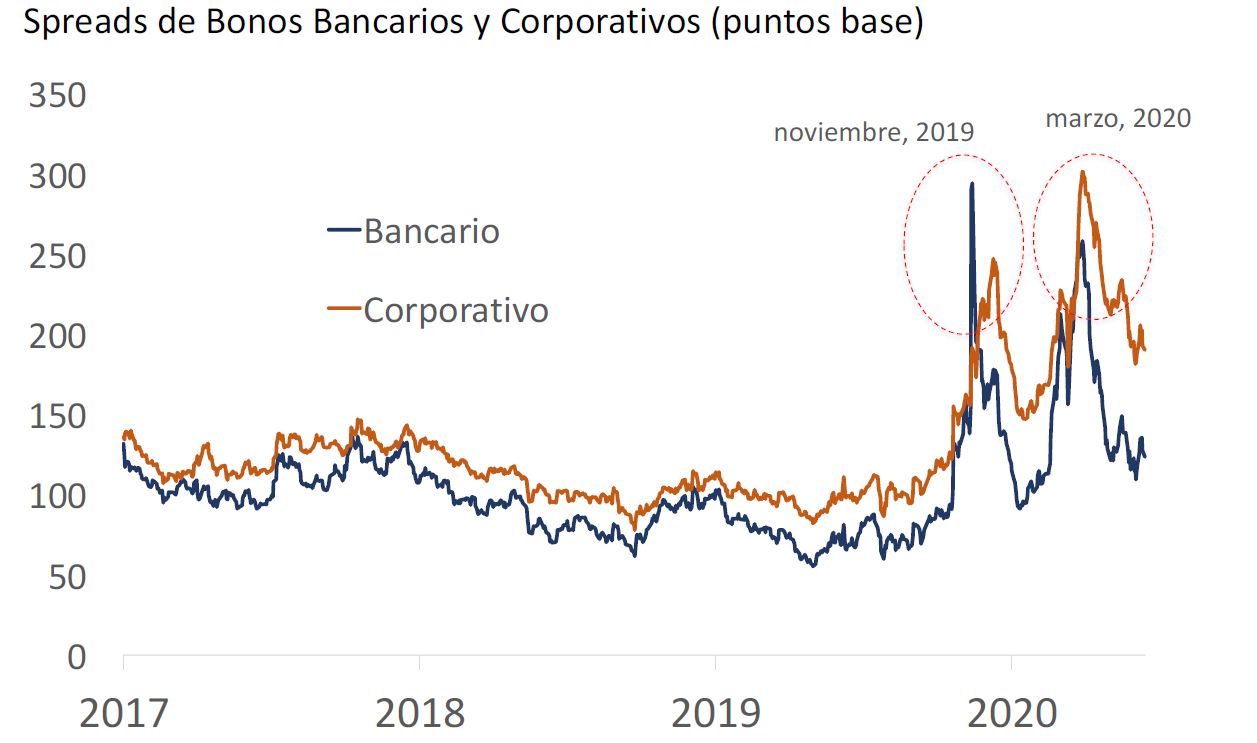 Spreads de Bonos Bancarios y Corporativos (puntos base)
350
noviembre, 2019
marzo, 2020
300
Bancario
250
Corporativo
200
150
100
50
0
2017 2018 2019 2020